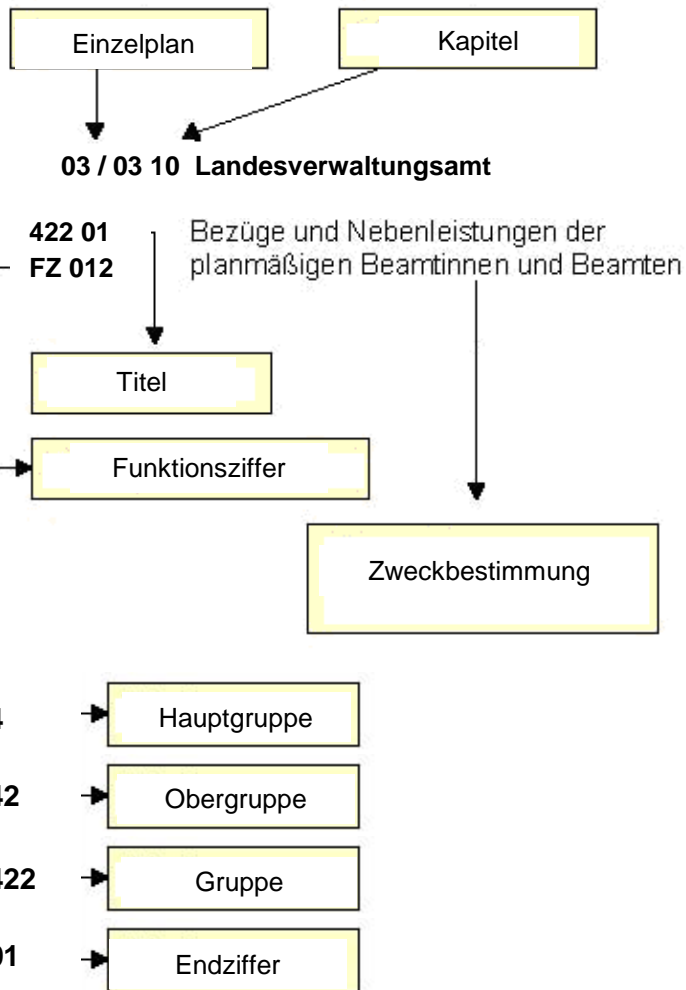 Einzelplan
Kapitel
03 / 03 10 Landesverwaltungsamt
422 01
FZ 012
Bezüge und Nebenleistungen der
planmäßigen Beamtinnen und Beamten
Titel
Funktionsziffer
Zweckbestimmung
4
Hauptgruppe
42
Obergruppe
422
Gruppe
01
Endziffer